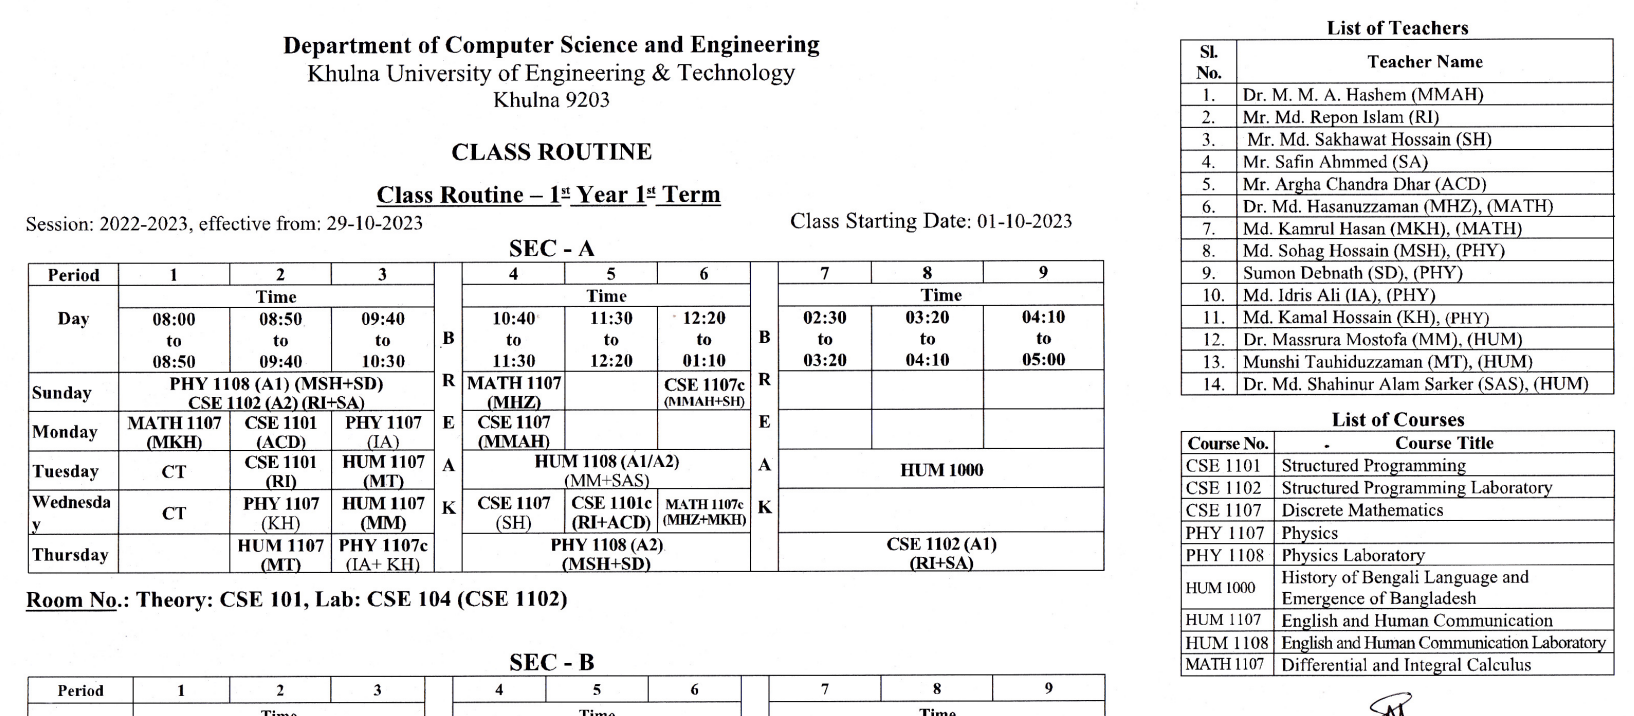 Department of Computer Science and Engineering
Khulna University of Engineering & Technology
Khulna 9203
CLASS ROUTINE
Class Routine – 1st Year 1st Term
Session: 2022-2023, effective from: 29-10-2023
Class Starting Date: 01-10-2023
SEC - A
Period 1 2 3 4 5 6 7 8 9
Time Time Time
Day
08:00 to 08:50
08:50 to 09:40
09:40 to 10:30
BREAK
10:40 to 11:30
11:30 to 12:20
12:20 to 01:10
BREAK
02:30 to 03:20
03:20 to 04:10
04:10 to 05:00
Sunday
PHY 1108 (A1) (MSH+SD)
CSE 1102 (A2) (RI+SA)
MATH 1107
(MHZ)
CSE 1107c
(MMAH+SH)
Monday
MATH 1107
(MKH)
CSE 1101
(ACD)
PHY 1107
(IA)
CSE 1107
(MMAH)
Tuesday
CT
CSE 1101
(RI)
HUM 1107
(MT)
HUM 1108 (A1/A2)
(MM+SAS)
HUM 1000
Wednesda
y
CT
PHY 1107
(KH)
HUM 1107
(MM)
CSE 1107
(SH)
CSE 1101c
(RI+ACD)
MATH 1107c
(MHZ+MKH)
Thursday
HUM 1107
(MT)
PHY 1107c
(IA+ KH)
PHY 1108 (A2)
(MSH+SD)
CSE 1102 (A1)
(RI+SA)
Room No.: Theory: CSE 101, Lab: CSE 104 (CSE 1102)
SEC - B
Period 1 2 3 4 5 6 7 8 9
Time Time Time
List of Teachers
Sl. No. Teacher Name
1. Dr. M. M. A. Hashem (MMAH)
2. Mr. Md. Repon Islam (RI)
3. Mr. Md. Sakhawat Hossain (SH)
4. Mr. Safin Ahmmed (SA)
5. Mr. Argha Chandra Dhar (ACD)
6. Dr. Md. Hasanuzzaman (MHZ), (MATH)
7. Md. Kamrul Hasan (MKH), (MATH)
8. Md. Sohag Hossain (MSH), (PHY)
9. Sumon Debnath (SD), (PHY)
10. Md. Idris Ali (IA), (PHY)
11. Md. Kamal Hossain (KH), (PHY)
12. Dr. Massrura Mostofa (MM), (HUM)
13. Munshi Tauhiduzzaman (MT), (HUM)
14. Dr. Md. Shahinur Alam Sarker (SAS), (HUM)
List of Courses
Course No. Course Title
CSE 1101 Structured Programming
CSE 1102 Structured Programming Laboratory
CSE 1107 Discrete Mathematics
PHY 1107 Physics
PHY 1108 Physics Laboratory
HUM 1000 History of Bengali Language and
Emergence of Bangladesh
HUM 1107 English and Human Communication
HUM 1108 English and Human Communication Laboratory
MATH 1107 Differential and Integral Calculus